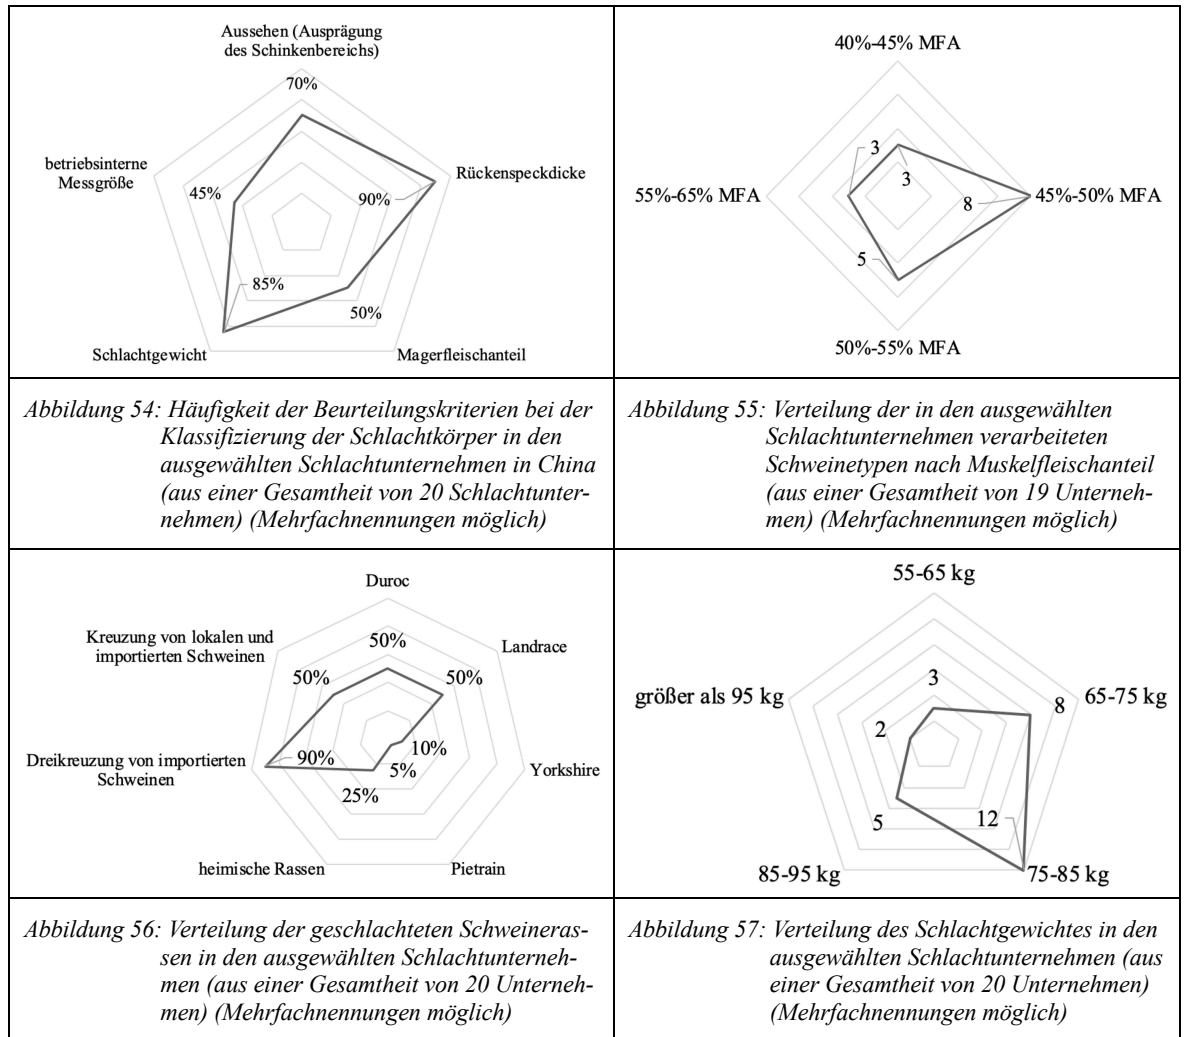 Aussehen (Ausprägung
des Schinkenbereichs)
70%
betriebsinterne
Messgröße
45%
Rückenspeckdicke
90%
85%
50%
Schlachtgewicht
Magerfleischanteil
40%-45% MFA
3
3
55%-65% MFA
8
45%-50% MFA
5
50%-55% MFA
Abbildung 54: Häufigkeit der Beurteilungskriterien bei der
Klassifizierung der Schlachtkörper in den
ausgewählten Schlachtunternehmen in China
(aus einer Gesamtheit von 20 Schlachtunter-
nehmen) (Mehrfachnennungen möglich)
Abbildung 55: Verteilung der in den ausgewählten
Schlachtunternehmen verarbeiteten
Schweinetypen nach Muskelfleischanteil
(aus einer Gesamtheit von 19 Unterneh-
men) (Mehrfachnennungen möglich)
Duroc
Kreuzung von lokalen und
importierten Schweinen
50%
50%
50%
Landrace
Dreikreuzung von importierten
Schweinen
90%
10%
5%
25%
Yorkshire
heimische Rassen
Pietrain
55-65 kg
3
größer als 95 kg
2
8
65-75 kg
5
12
85-95 kg
75-85 kg
Abbildung 56: Verteilung der geschlachteten Schweineras-
sen in den ausgewählten Schlachtunterneh-
men (aus einer Gesamtheit von 20 Unterneh-
men) (Mehrfachnennungen möglich)
Abbildung 57: Verteilung des Schlachtgewichtes in den
ausgewählten Schlachtunternehmen (aus
einer Gesamtheit von 20 Unternehmen)
(Mehrfachnennungen möglich)